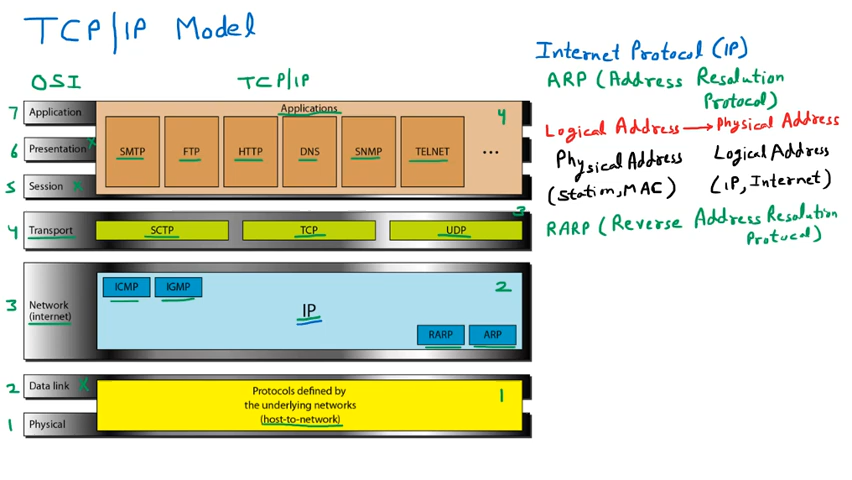 TCP/IP Model
OSI
TCP/IP
7 Application
6 Presentation x
5 Session x
4 Transport
3 Network
(internet)
2 Data link x
1 Physical
Applications
4
SMTP FTP HTTP DNS SNMP TELNET ...
3
SCTP TCP UDP
ICMP IGMP
2
IP
RARP ARP
Protocols defined by
the underlying networks
(host-to-network)
1
Internet Protocol (IP)
ARP (Address Resolution
Protocol)
Logical Address → Physical Address
Physical Address
(Station, MAC)
Logical Address
(IP, Internet)
RARP (Reverse Address Resolution
Protucol)